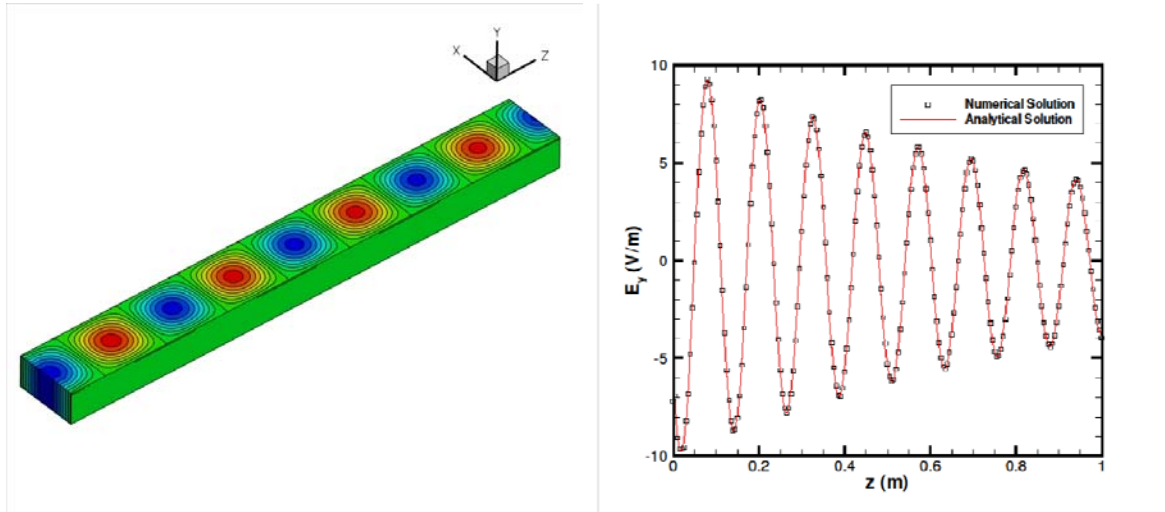 Y
X
Z
10
Numerical Solution
Analytical Solution
5
0
-5
-10
E_y (V/m)
0
0.2
0.4
0.6
0.8
1
z (m)